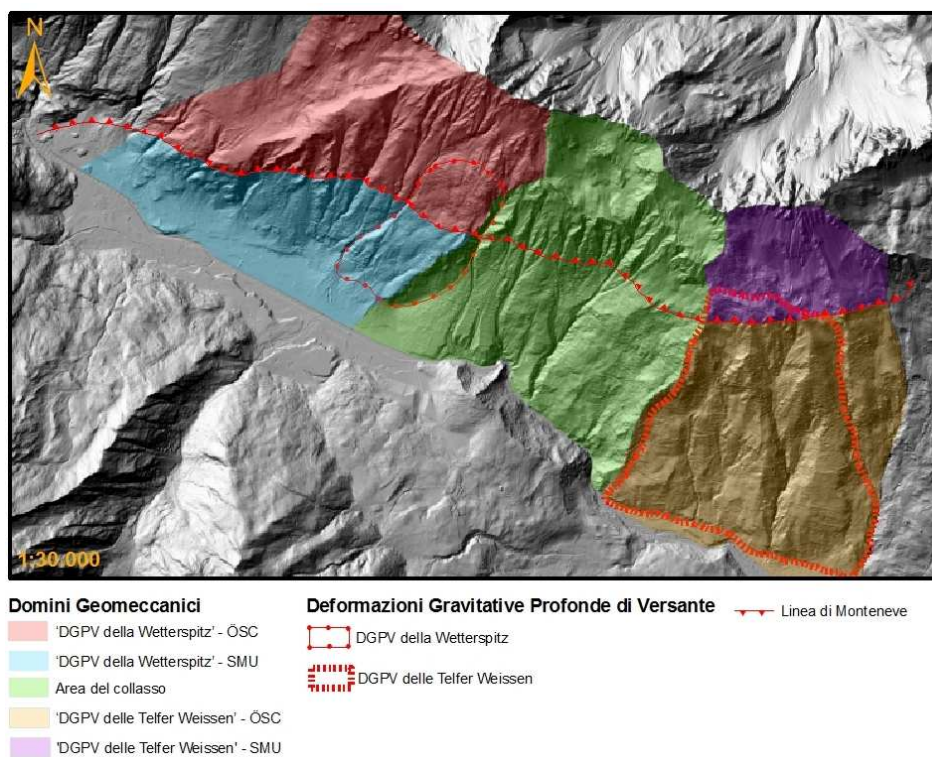 N
1:30.000
Domini Geomeccanici
'DGPV della Wetterspitz' - ÖSC
'DGPV della Wetterspitz' - SMU
Area del collasso
'DGPV delle Telfer Weissen' - ÖSC
'DGPV delle Telfer Weissen' - SMU
Deformazioni Gravitative Profonde di Versante
DGPV della Wetterspitz
DGPV delle Telfer Weissen
Linea di Monteneve